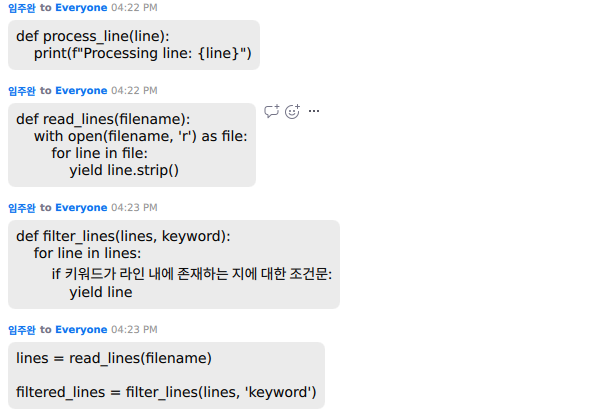 임주완 to Everyone 04:22 PM
def process_line(line):
    print(f"Processing line: {line}")
임주완 to Everyone 04:22 PM
def read_lines(filename):
    with open(filename, 'r') as file:
        for line in file:
            yield line.strip()
임주완 to Everyone 04:23 PM
def filter_lines(lines, keyword):
    for line in lines:
        if 키워드가 라인 내에 존재하는 지에 대한 조건문:
            yield line
임주완 to Everyone 04:23 PM
lines = read_lines(filename)
filtered_lines = filter_lines(lines, 'keyword')